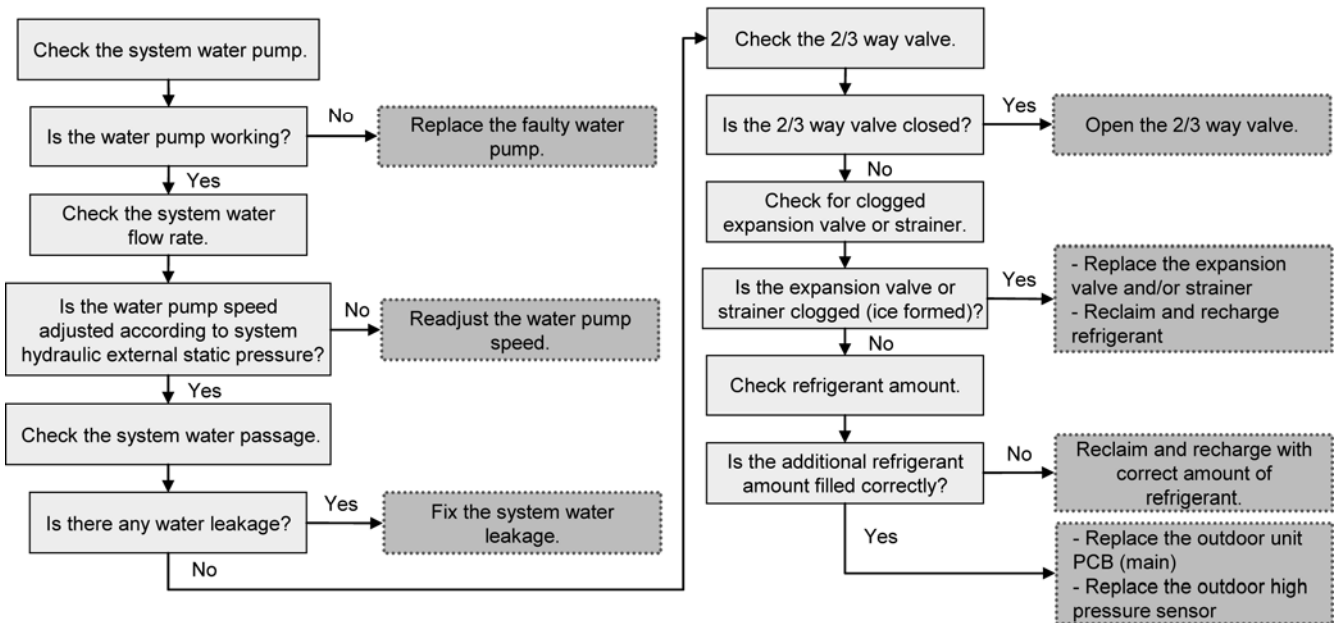 Check the system water pump.
Is the water pump working?
No
Replace the faulty water
pump.
Yes
Check the system water
flow rate.
Is the water pump speed
adjusted according to system
hydraulic external static pressure?
No
Readjust the water pump
speed.
Yes
Check the system water passage.
Is there any water leakage?
Yes
Fix the system water
leakage.
No
Check the 2/3 way valve.
Is the 2/3 way valve closed?
Yes
Open the 2/3 way valve.
No
Check for clogged
expansion valve or strainer.
Is the expansion valve or
strainer clogged (ice formed)?
Yes
- Replace the expansion
valve and/or strainer
- Reclaim and recharge
refrigerant
No
Check refrigerant amount.
Is the additional refrigerant
amount filled correctly?
No
Reclaim and recharge with
correct amount of
refrigerant.
Yes
- Replace the outdoor unit
PCB (main)
- Replace the outdoor high
pressure sensor